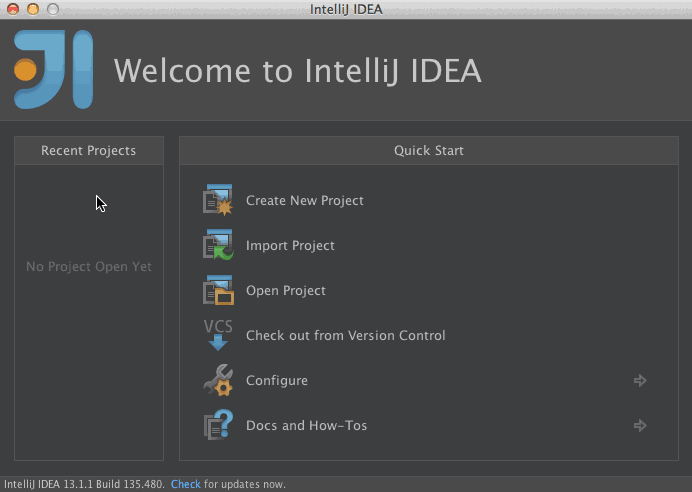 IntelliJ IDEA
Welcome to IntelliJ IDEA
Recent Projects
No Project Open Yet
Quick Start
Create New Project
Import Project
Open Project
VCS
Check out from Version Control
Configure
Docs and How-Tos
IntelliJ IDEA 13.1.1 Build 135.480. Check for updates now.